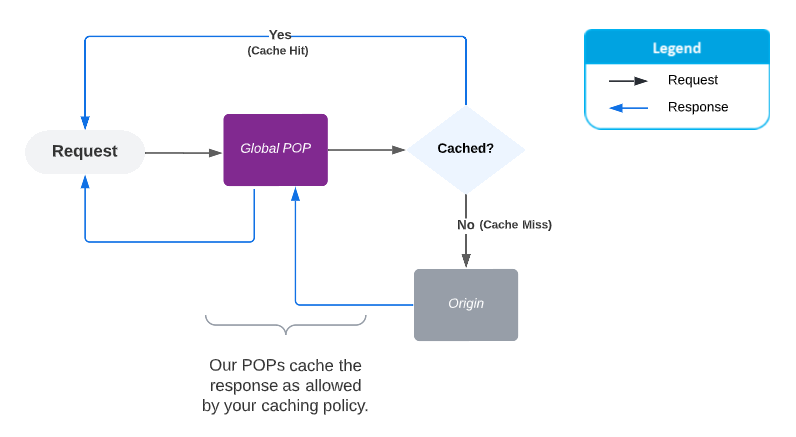 Yes
(Cache Hit)
Legend
Request
Response
Request
Global POP
Cached?
No (Cache Miss)
Origin
Our POPs cache the
response as allowed
by your caching policy.